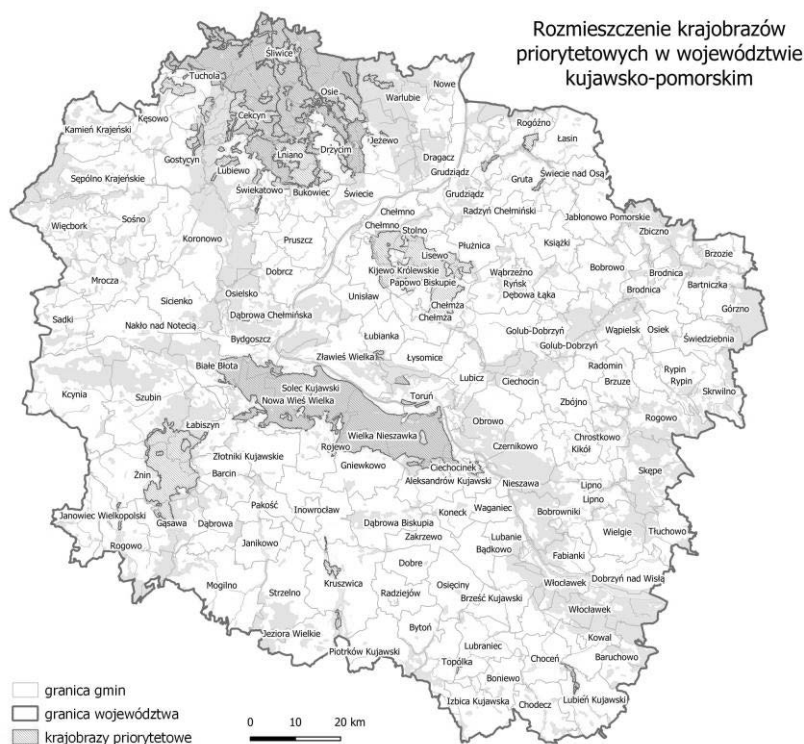 Rozmieszczenie krajobrazów
priorytetowych w województwie
kujawsko-pomorskim
Śliwice
Tuchola
Osie
Nowe
Warlubie
Kęsowo
Cekcyn
Rogóźno
Kamień Krajeński
Łasin
Drzycim
Jeżewo
Gostycyn
Lniano
Dragacz
Lubiewo
Grudziądz
Gruta
Świecie nad Osą
Sępólno Krajeńskie
Świekatowo
Bukowiec
Świecie
Grudziądz
Chełmno
Radzyń Chełmiński
Sośno
Chełmno
Stolno
Jabłonowo Pomorskie
Więcbork
Koronowo
Pruszcz
Płużnica
Książki
Zbiczno
Lisewo
Brzozie
Dobrcz
Kijewo Królewskie
Wąbrzeźno
Bobrowo
Brodnica
Mrocza
Papowo Biskupie
Ryńsk
Bartniczka
Sicienko
Osielsko
Unisław
Dębowa Łąka
Brodnica
Chełmża
Górzno
Dąbrowa Chełmińska
Chełmża
Sadki
Nakło nad Notecią
Golub-Dobrzyń
Wąpielsk
Osiek
Bydgoszcz
Łubianka
Golub-Dobrzyń
Świedziebnia
Zławieś Wielka
Łysomice
Białe Błota
Radomin
Rypin
Solec Kujawski
Lubicz
Ciechocin
Brzuze
Rypin
Kcynia
Szubin
Nowa Wieś Wielka
Toruń
Zbójno
Skrwilno
Łabiszyn
Obrowo
Rogowo
Wielka Nieszawka
Chrostkowo
Rojewo
Czernikowo
Kikół
Złotniki Kujawskie
Gniewkowo
Ciechocinek
Skępe
Żnin
Barcin
Aleksandrów Kujawski
Nieszawa
Lipno
Lipno
Pakość
Inowrocław
Koneck
Waganiec
Bobrowniki
Janowiec Wielkopolski
Gąsawa
Dąbrowa
Dąbrowa Biskupia
Wielgie
Tłuchowo
Zakrzewo
Lubanie
Rogowo
Janikowo
Bądkowo
Fabianki
Dobre
Mogilno
Strzelno
Kruszwica
Osięciny
Włocławek
Dobrzyń nad Wisłą
Radziejów
Brześć Kujawski
Włocławek
Bytoń
Jeziora Wielkie
Kowal
Lubraniec
Piotrków Kujawski
Choceń
Baruchowo
Topólka
Boniewo
Izbica Kujawska
Chodecz
Lubień Kujawski
granica gmin
granica województwa
krajobrazy priorytetowe
0 10 20 km